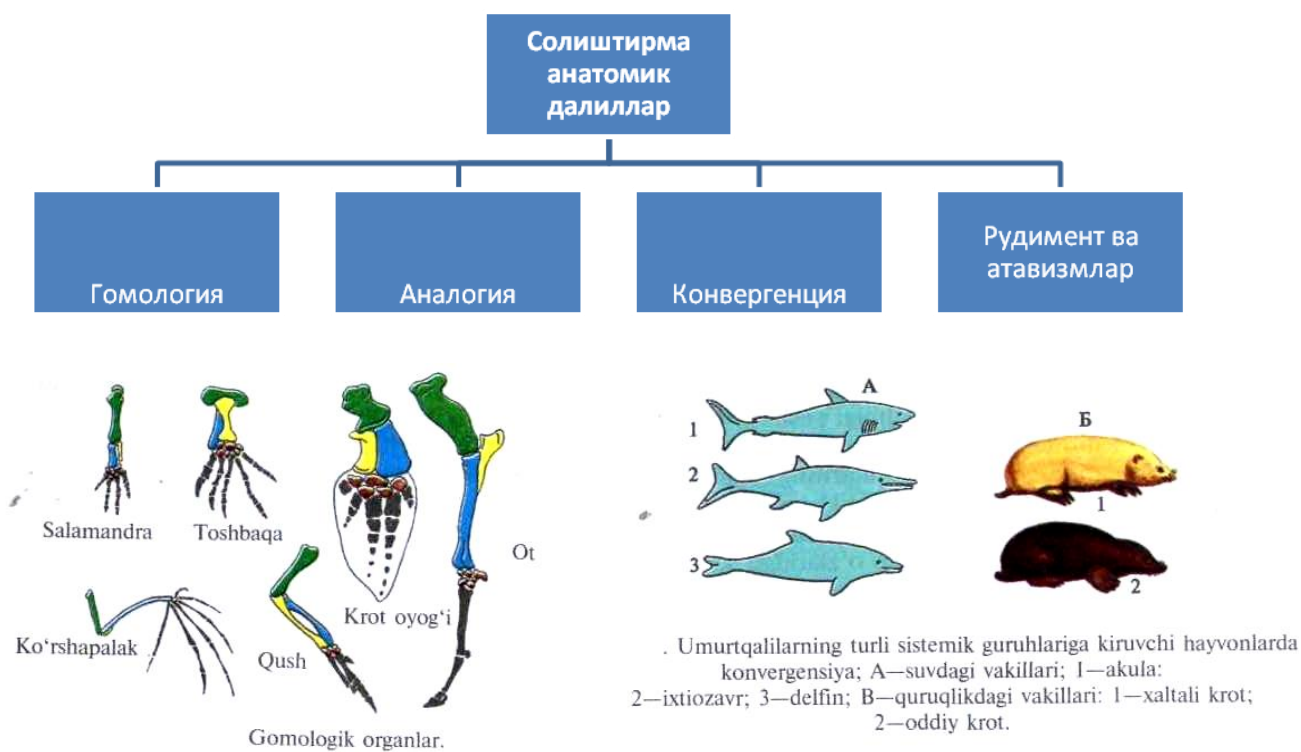 Солиштирма
анатомик
далиллар
Гомология
Аналогия
Конвергенция
Рудимент ва
атавизмлар
Salamandra
Toshbaqa
Krot oyog‘i
Ot
Ko‘rshapalak
Qush
Gomologik organlar.
А
1
2
3
Б
1
2
. Umurtqalilarning turli sistemik guruhlariga kiruvchi hayvonlarda
konvergensiya; A—suvdagi vakillari; 1—akula:
2—ixtiozavr; 3—delfin; B—quruqlikdagi vakillari: 1—xaltali krot;
2—oddiy krot.